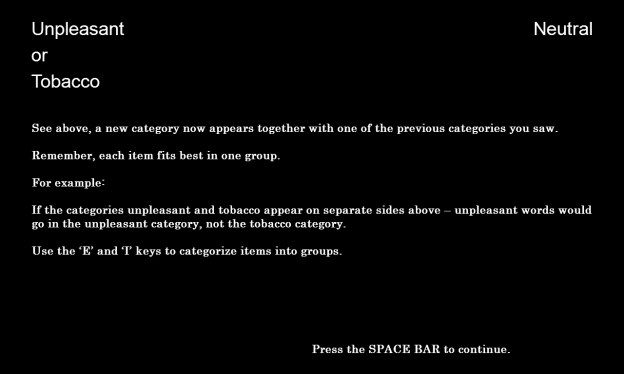 Unpleasant
Neutral
or
Tobacco
See above, a new category now appears together with one of the previous categories you saw.
Remember, each item fits best in one group.
For example:
If the categories unpleasant and tobacco appear on separate sides above – unpleasant words would
go in the unpleasant category, not the tobacco category.
Use the ‘E’ and ‘I’ keys to categorize items into groups.
Press the SPACE BAR to continue.